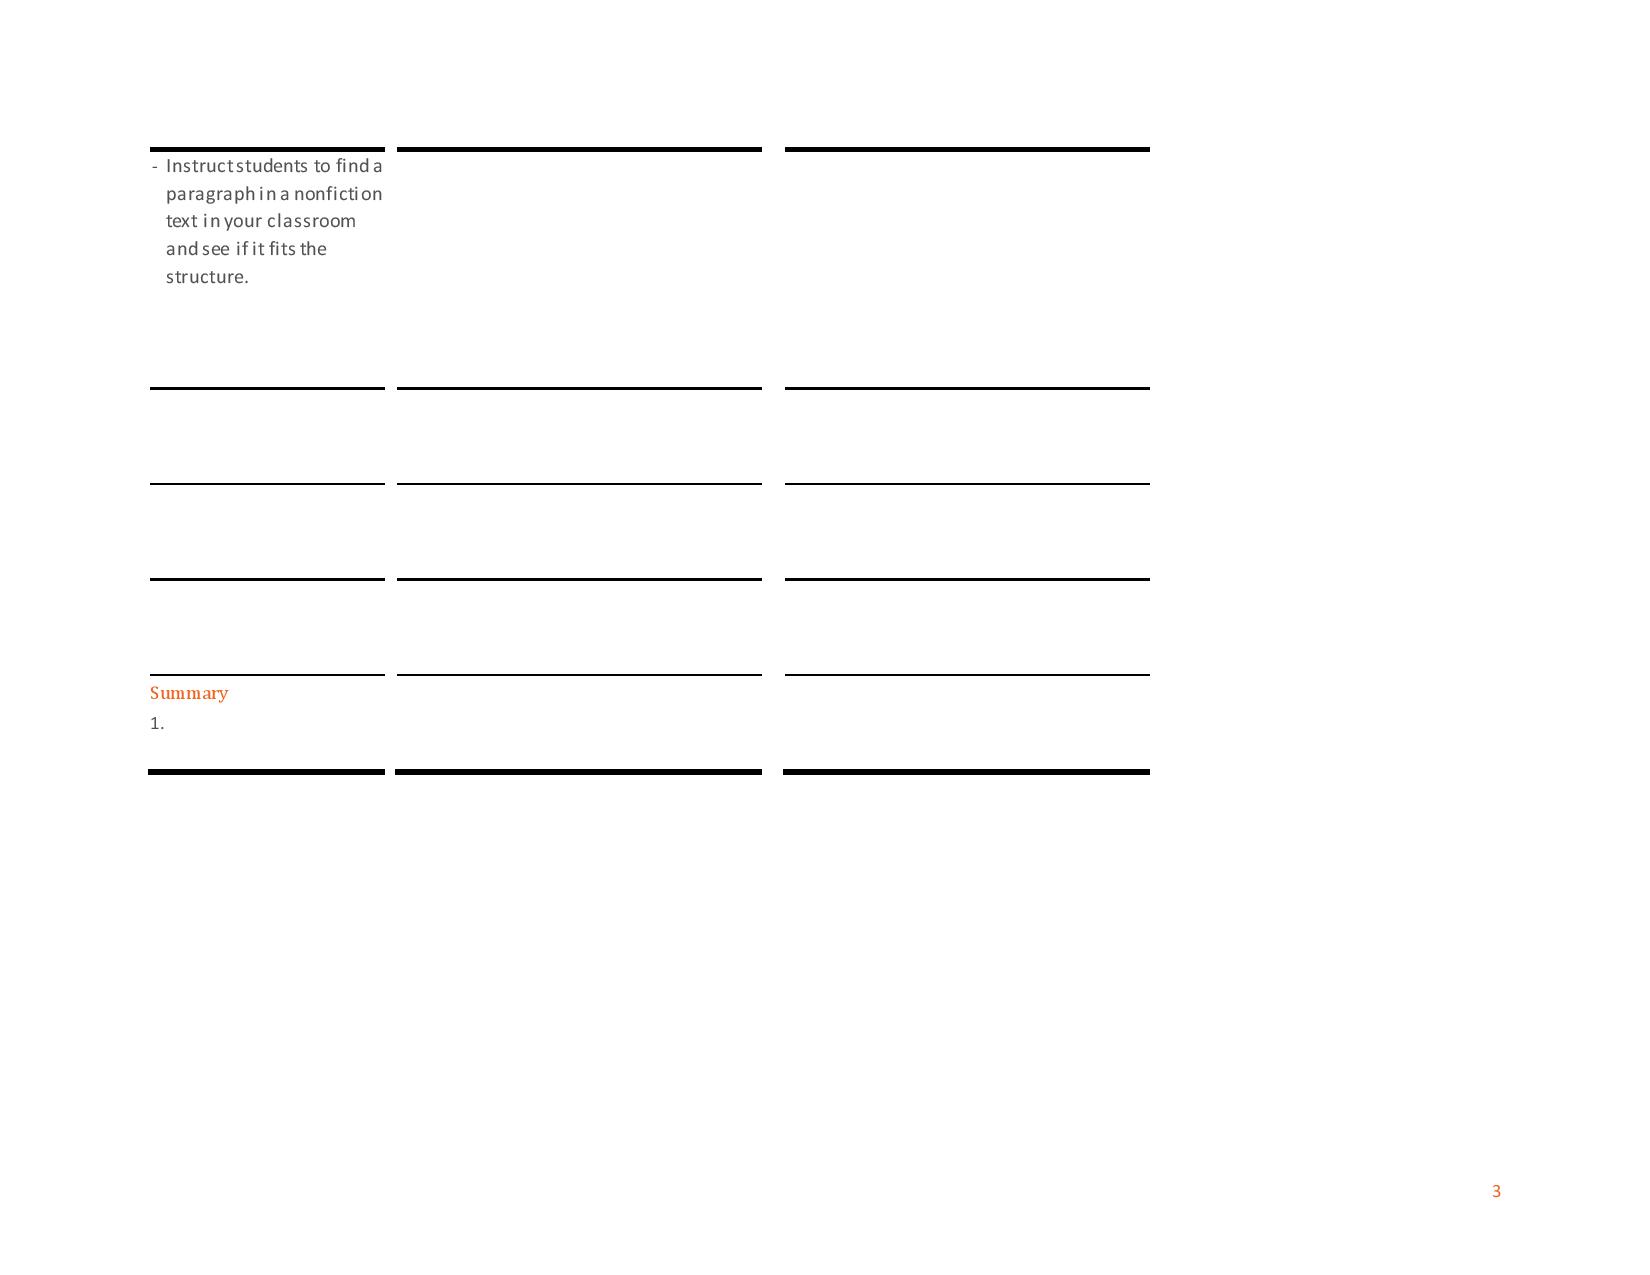 - Instruct students to find a
paragraph in a nonfiction
text in your classroom
and see if it fits the
structure.
Summary
1.
3